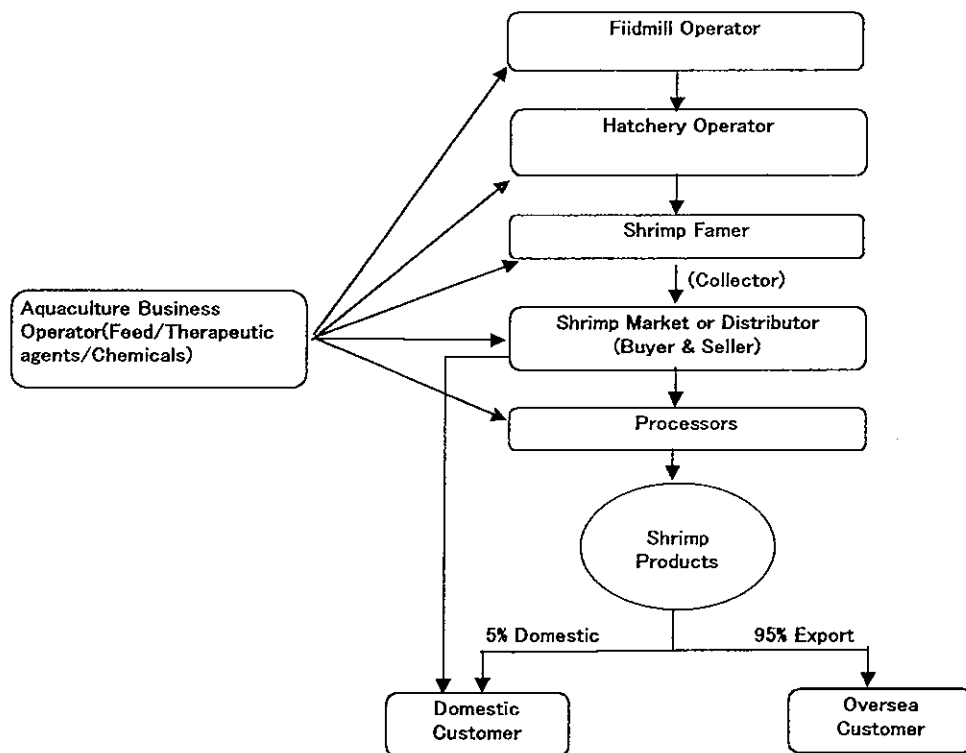 Fiidmill Operator
Hatchery Operator
Shrimp Famer
(Collector)
Aquaculture Business
Operator(Feed/Therapeutic
agents/Chemicals)
Shrimp Market or Distributor
(Buyer & Seller)
Processors
Shrimp
Products
5% Domestic
95% Export
Domestic
Customer
Oversea
Customer